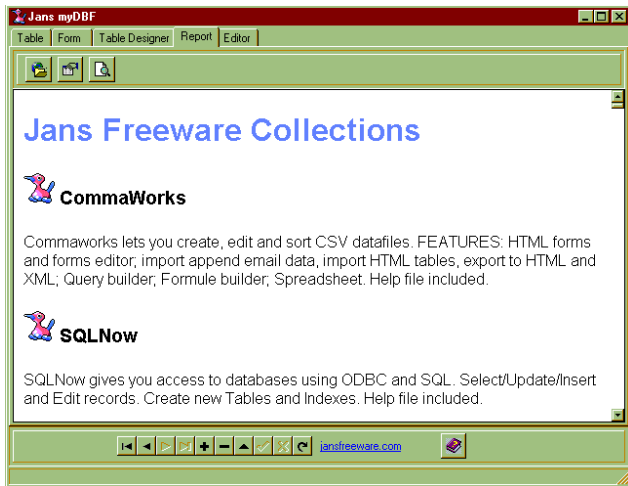 Jans myDBF
Table Form Table Designer Report Editor
Jans Freeware Collections
CommaWorks
Commaworks lets you create, edit and sort CSV datafiles. FEATURES: HTML forms
and forms editor; import append email data, import HTML tables, export to HTML and
XML; Query builder; Formule builder; Spreadsheet. Help file included.
SQLNow
SQLNow gives you access to databases using ODBC and SQL. Select/Update/Insert
and Edit records. Create new Tables and Indexes. Help file included.
jansfreeware.com